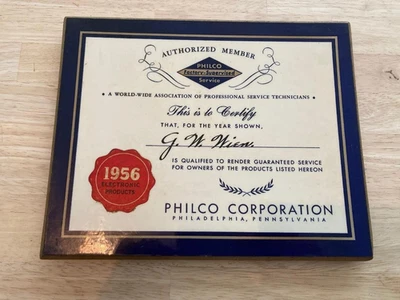 AUTHORIZED MEMBER
PHILCO
Factory-Supervised
Service
• A WORLD-WIDE ASSOCIATION OF PROFESSIONAL SERVICE TECHNICIANS •
This is to Certify
THAT, FOR THE YEAR SHOWN,
G. W. Wien.
IS QUALIFIED TO RENDER GUARANTEED SERVICE
FOR OWNERS OF THE PRODUCTS LISTED HEREON
1956
ELECTRONIC
PRODUCTS
PHILCO CORPORATION
PHILADELPHIA, PENNSYLVANIA